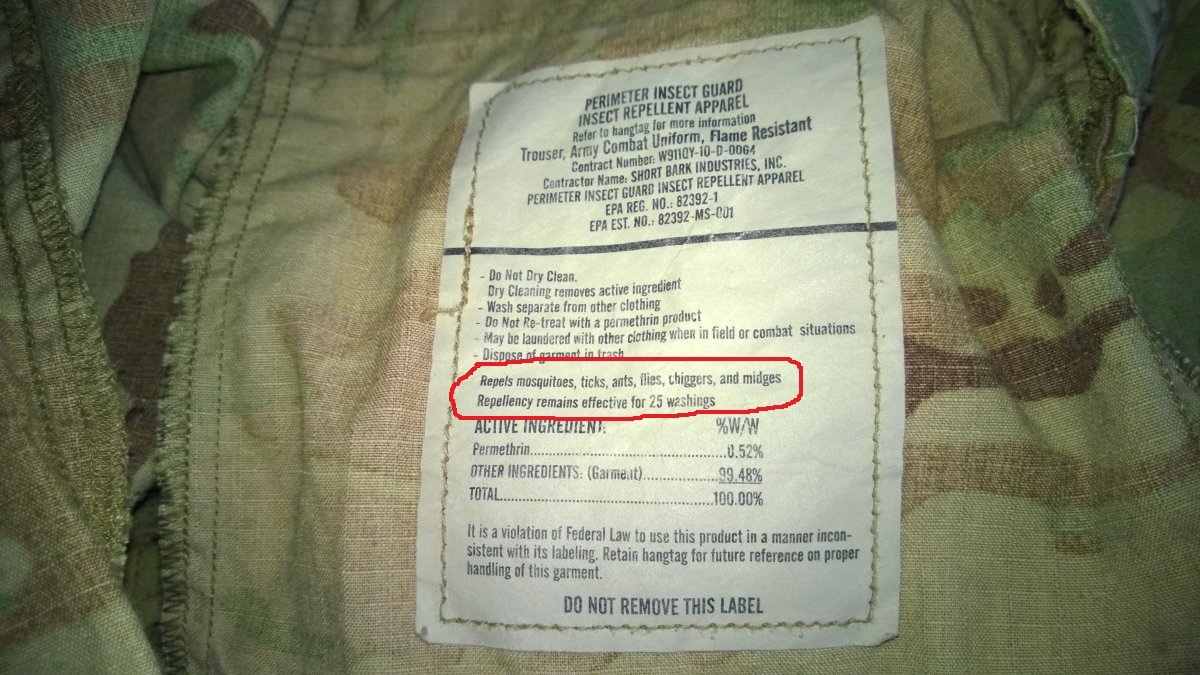 PERIMETER INSECT GUARD
INSECT REPELLENT APPAREL
Refer to hangtag for more information
Trouser, Army Combat Uniform, Flame Resistant
Contract Number: W911QY-10-D-0064
Contractor Name: SHORT BARK INDUSTRIES, INC.
PERIMETER INSECT GUARD INSECT REPELLENT APPAREL
EPA REG. NO.: 82392-1
EPA EST. NO.: 82392-MS-001
- Do Not Dry Clean.
Dry Cleaning removes active ingredient
- Wash separate from other clothing
- Do Not Re-treat with a permethrin product
- May be laundered with other clothing when in field or combat situations
- Dispose of garment in trash
Repels mosquitoes, ticks, ants, flies, chiggers, and midges
Repellency remains effective for 25 washings
ACTIVE INGREDIENT: %W/W
Permethrin..............................0.52%
OTHER INGREDIENTS: (Garment)..............99.48%
TOTAL....................................100.00%
It is a violation of Federal Law to use this product in a manner incon-
sistent with its labeling. Retain hangtag for future reference on proper
handling of this garment.
DO NOT REMOVE THIS LABEL